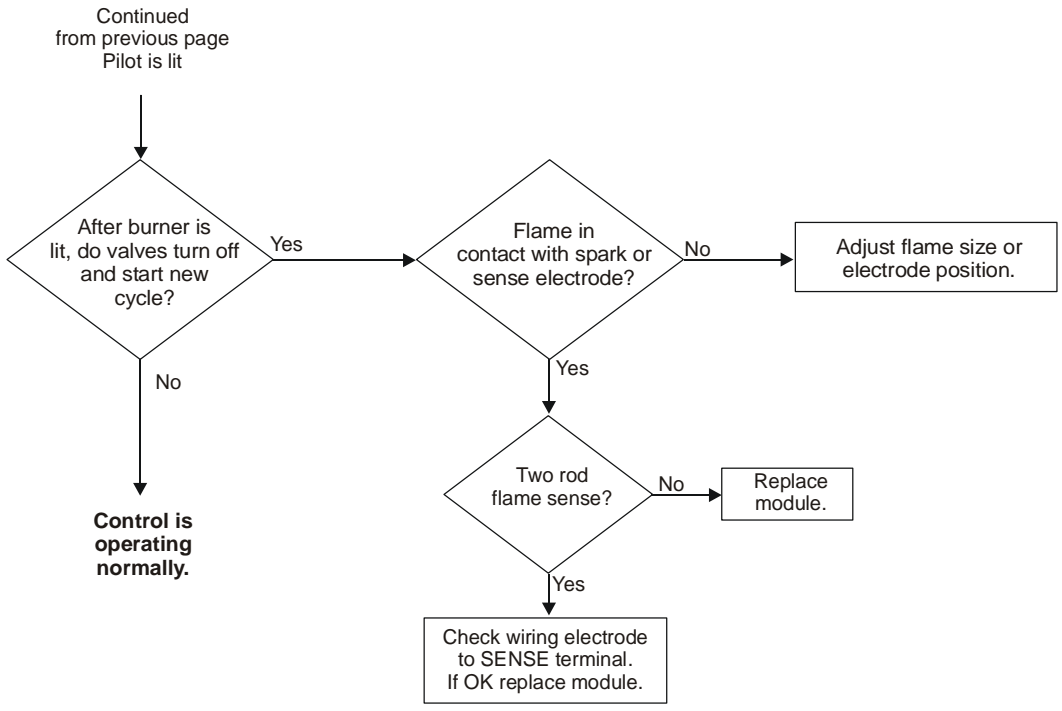 Continued
from previous page
Pilot is lit
After burner is
lit, do valves turn off
and start new
cycle?
Yes
Flame in
contact with spark or
sense electrode?
No
Adjust flame size or
electrode position.
No
Yes
Control is
operating
normally.
Two rod
flame sense?
No
Replace
module.
Yes
Check wiring electrode
to SENSE terminal.
If OK replace module.